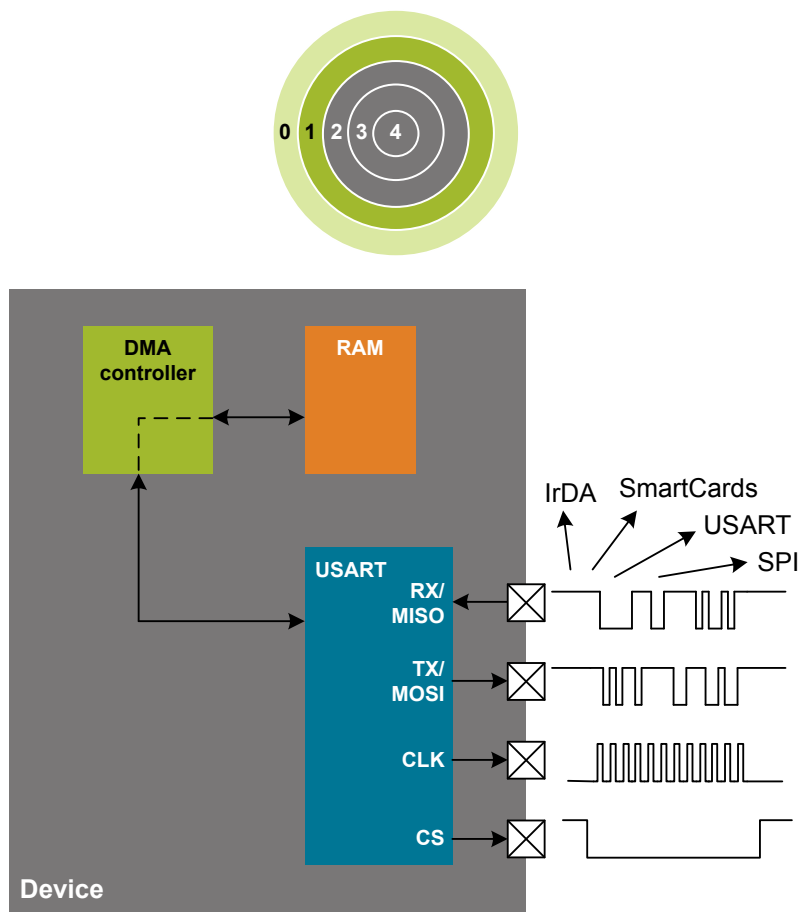 0 1 2 3 4
DMA
controller
RAM
IrDA
SmartCards
USART
SPI
USART
RX/
MISO
TX/
MOSI
CLK
CS
Device